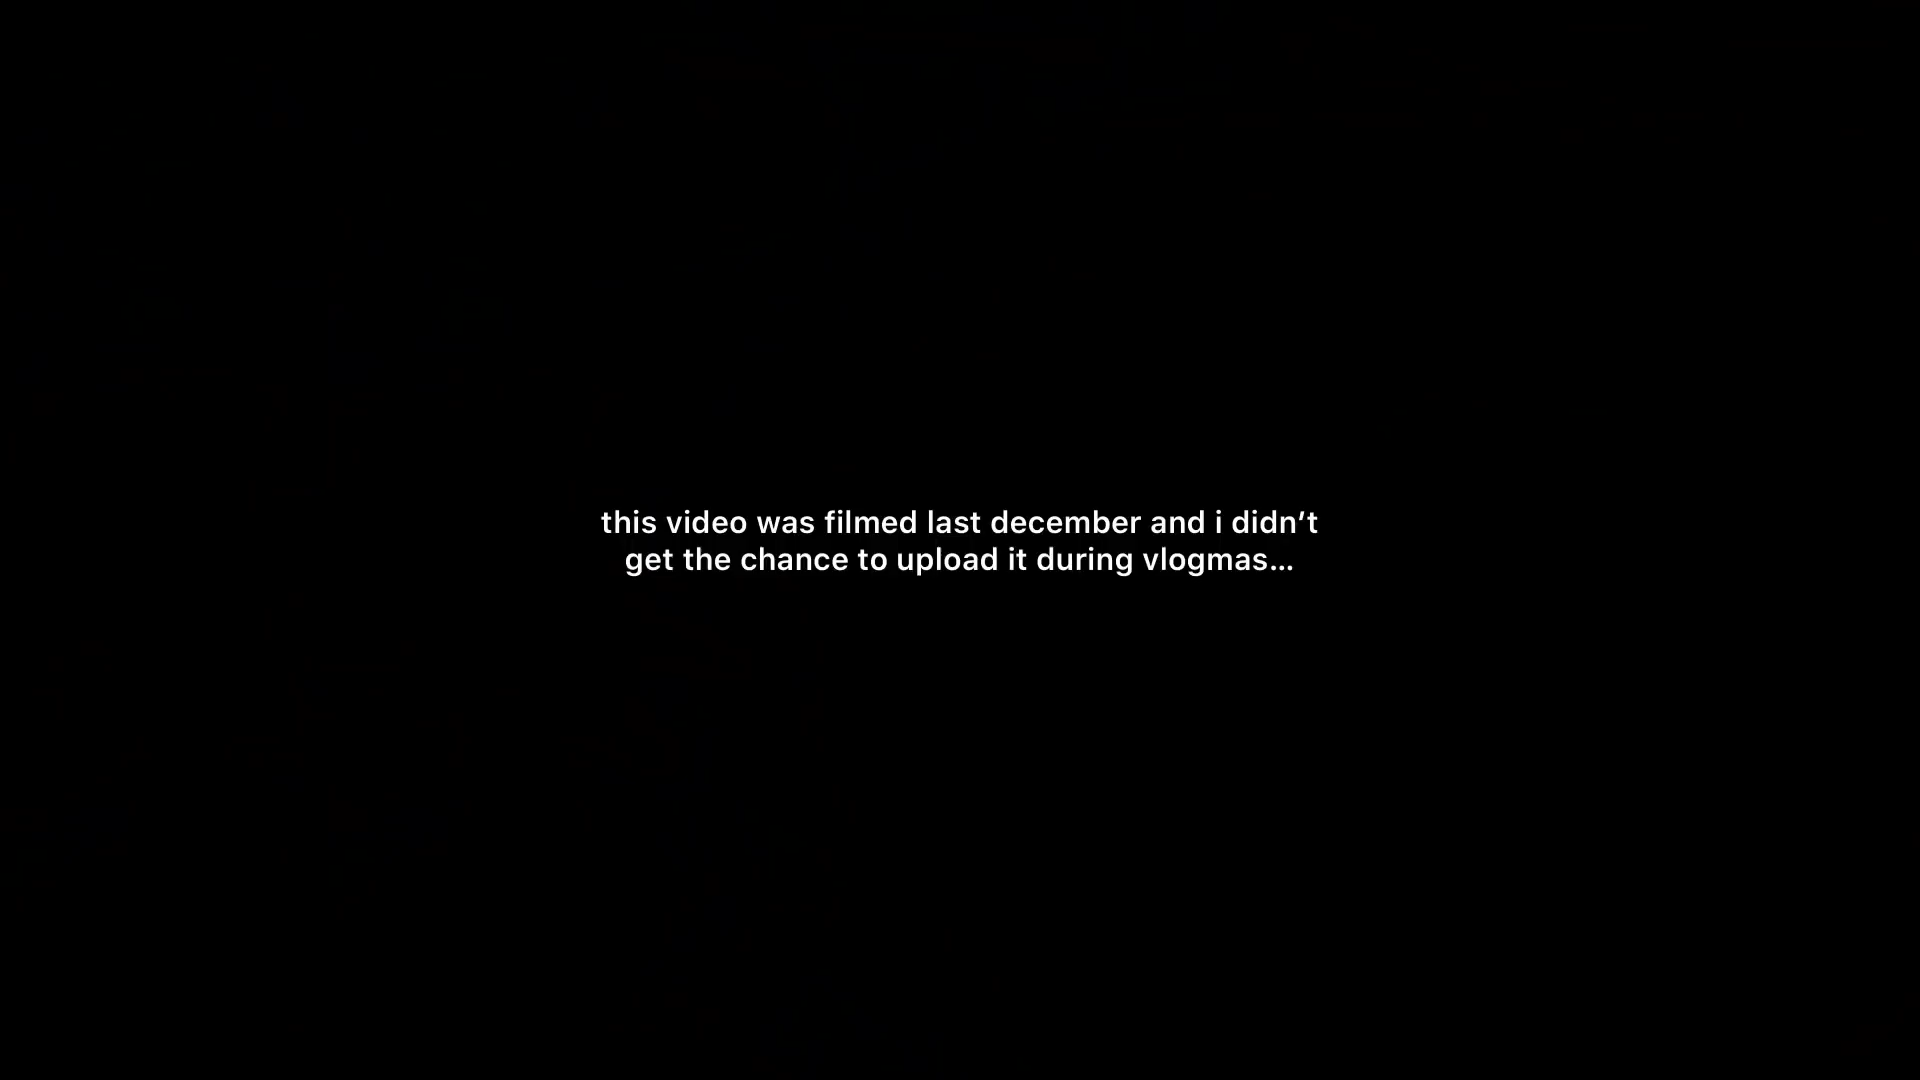 this video was filmed last december and i didn’t
get the chance to upload it during vlogmas...